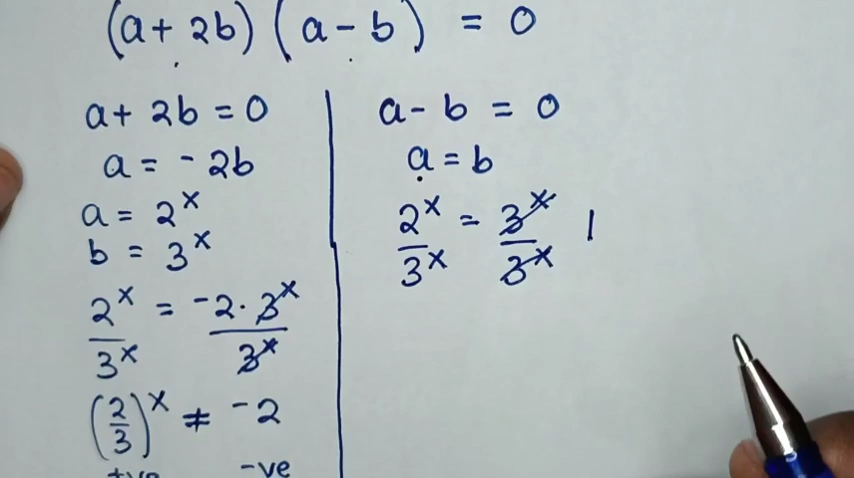 (a + 2b) (a - b) = 0
a + 2b = 0
a = - 2b
a = 2^x
b = 3^x
2^x/3^x = -2 · 3^x/3^x
(2/3)^x ≠ -2
+ve -ve
a - b = 0
a = b
2^x/3^x = 3^x/3^x 1